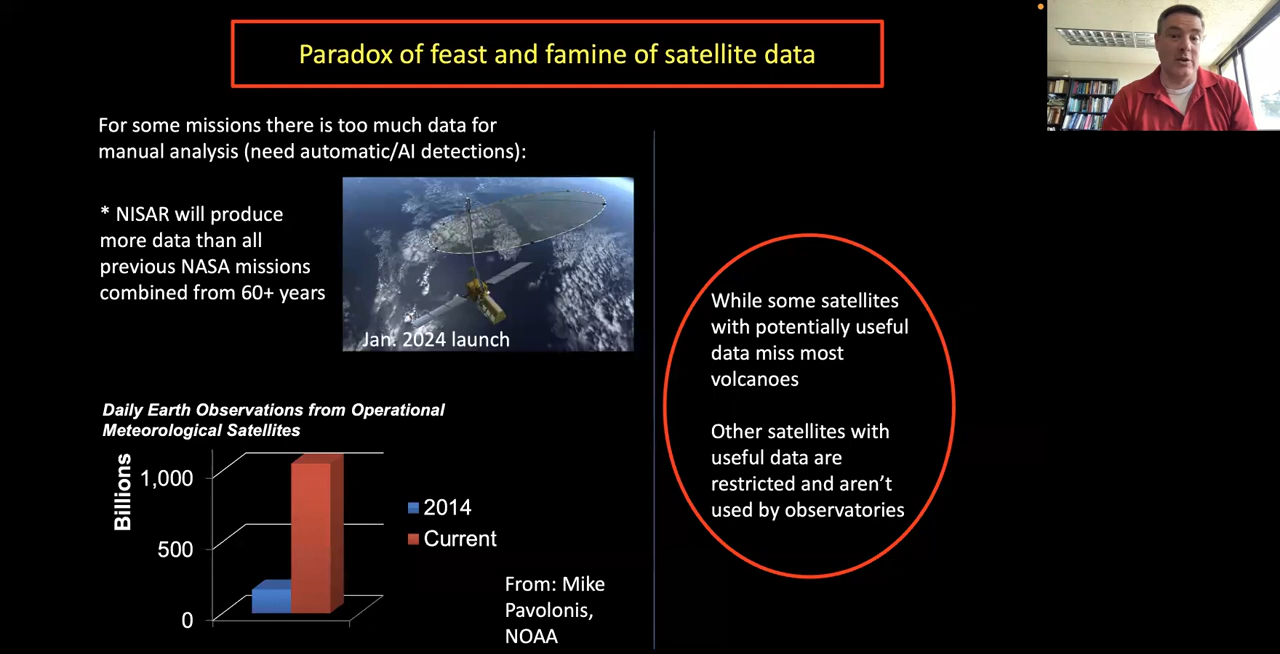 Paradox of feast and famine of satellite data
For some missions there is too much data for
manual analysis (need automatic/AI detections):
* NISAR will produce
more data than all
previous NASA missions
combined from 60+ years
Jan. 2024 launch
Daily Earth Observations from Operational
Meteorological Satellites
Billions
1,000
500
0
2014
Current
From: Mike
Pavolonis,
NOAA
While some satellites
with potentially useful
data miss most
volcanoes
Other satellites with
useful data are
restricted and aren't
used by observatories